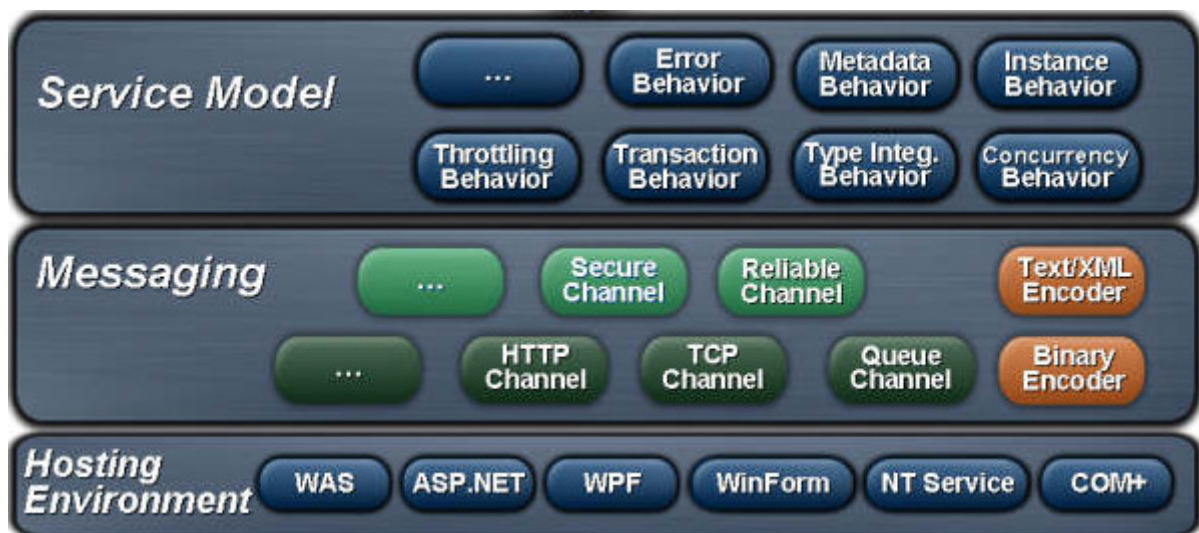 Service Model
...
Error
Behavior
Metadata
Behavior
Instance
Behavior
Throttling
Behavior
Transaction
Behavior
Type Integ.
Behavior
Concurrency
Behavior
Messaging
...
Secure
Channel
Reliable
Channel
Text/XML
Encoder
...
HTTP
Channel
TCP
Channel
Queue
Channel
Binary
Encoder
Hosting
Environment
WAS
ASP.NET
WPF
WinForm
NT Service
COM+